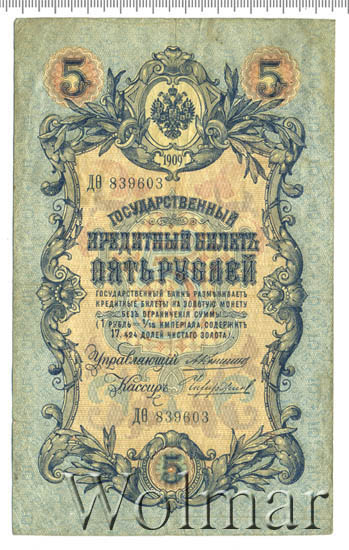 5 5
1909
ДѲ 839603
ГОСУДАРСТВЕННЫЙ
КРЕДИТНЫЙ БИЛЕТЪ
ПЯТЬ РУБЛЕЙ
ГОСУДАРСТВЕННЫЙ БАНКЪ РАЗМѢНИВАЕТЪ
КРЕДИТНЫЕ БИЛЕТЫ НА ЗОЛОТУЮ МОНЕТУ
БЕЗЪ ОГРАНИЧЕНІЯ СУММЫ
(1 РУБЛЬ = 1/15 ИМПЕРІАЛА, СОДЕРЖИТЪ
17,424 ДОЛЕЙ ЧИСТАГО ЗОЛОТА).
Управляющій
Кассиръ
ДѲ 839603
5
Wolmar